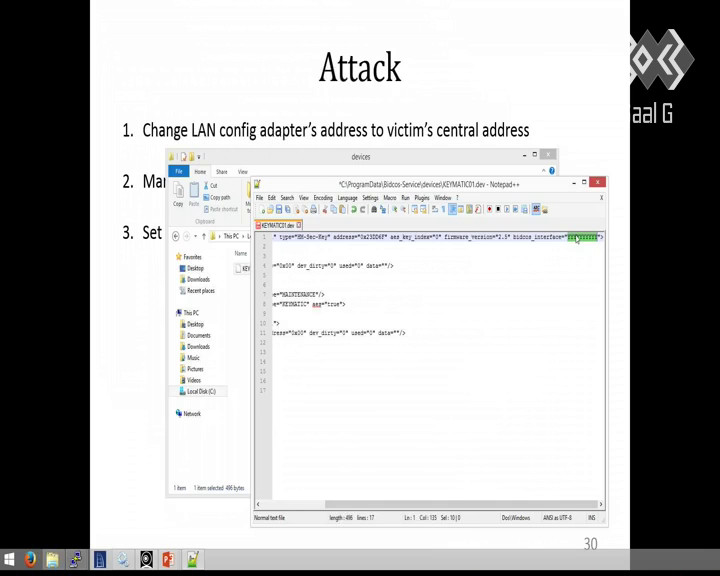 Attack
aal G
1. Change LAN config adapter's address to victim's central address
2. Mar
3. Set
devices
File Home Share View
Cut
Copy path
Paste shortcut
Copy Paste
Clipboard
This PC
Name
KEY
Favorites
Desktop
Downloads
Recent places
This PC
Desktop
Documents
Downloads
Music
Pictures
Videos
Local Disk (C:)
Network
1 item 1 item selected 496 bytes
*C:\ProgramData\Bidcos-Service\devices\KEYMATIC01.dev - Notepad++
File Edit Search View Encoding Language Settings Macro Run Plugins Window ?
KEYMATIC01.dev
1 " type="HM-Sec-Key" address="0x23DD6F" aes_key_index="0" firmware_version="2.5" bidcos_interface="
2
3
4 ="0x00" dev_dirty="0" used="0" data=""/>
5
6
7 pe="MAINTENANCE"/>
8 pe="KEYMATIC" aes="true">
9
10 ">
11 dress="0x00" dev_dirty="0" used="0" data=""/>
12
13
14
15
16
17
Normal text file length : 496 lines : 17 Ln : 1 Col : 135 Sel : 10 | 0 Dos\Windows ANSI as UTF-8 INS
30